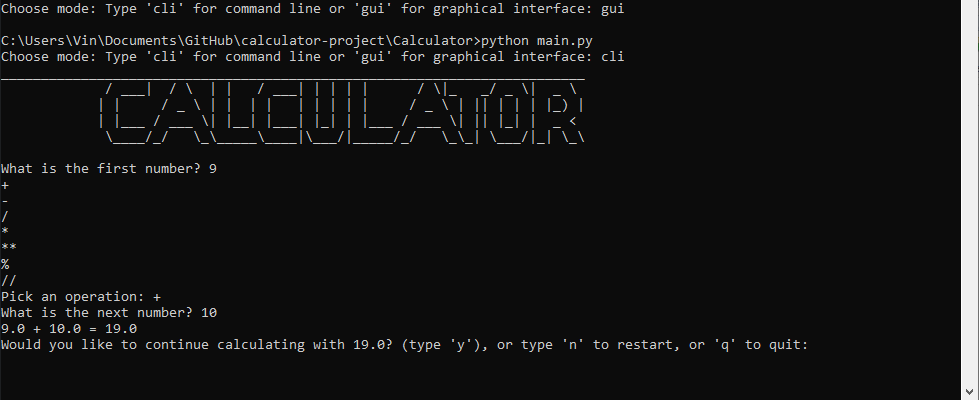 Choose mode: Type 'cli' for command line or 'gui' for graphical interface: gui
C:\Users\Vin\Documents\GitHub\calculator-project\Calculator>python main.py
Choose mode: Type 'cli' for command line or 'gui' for graphical interface: cli
CALCULATOR
What is the first number? 9
+
-
/
*
**
%
//
Pick an operation: +
What is the next number? 10
9.0 + 10.0 = 19.0
Would you like to continue calculating with 19.0? (type 'y'), or type 'n' to restart, or 'q' to quit: